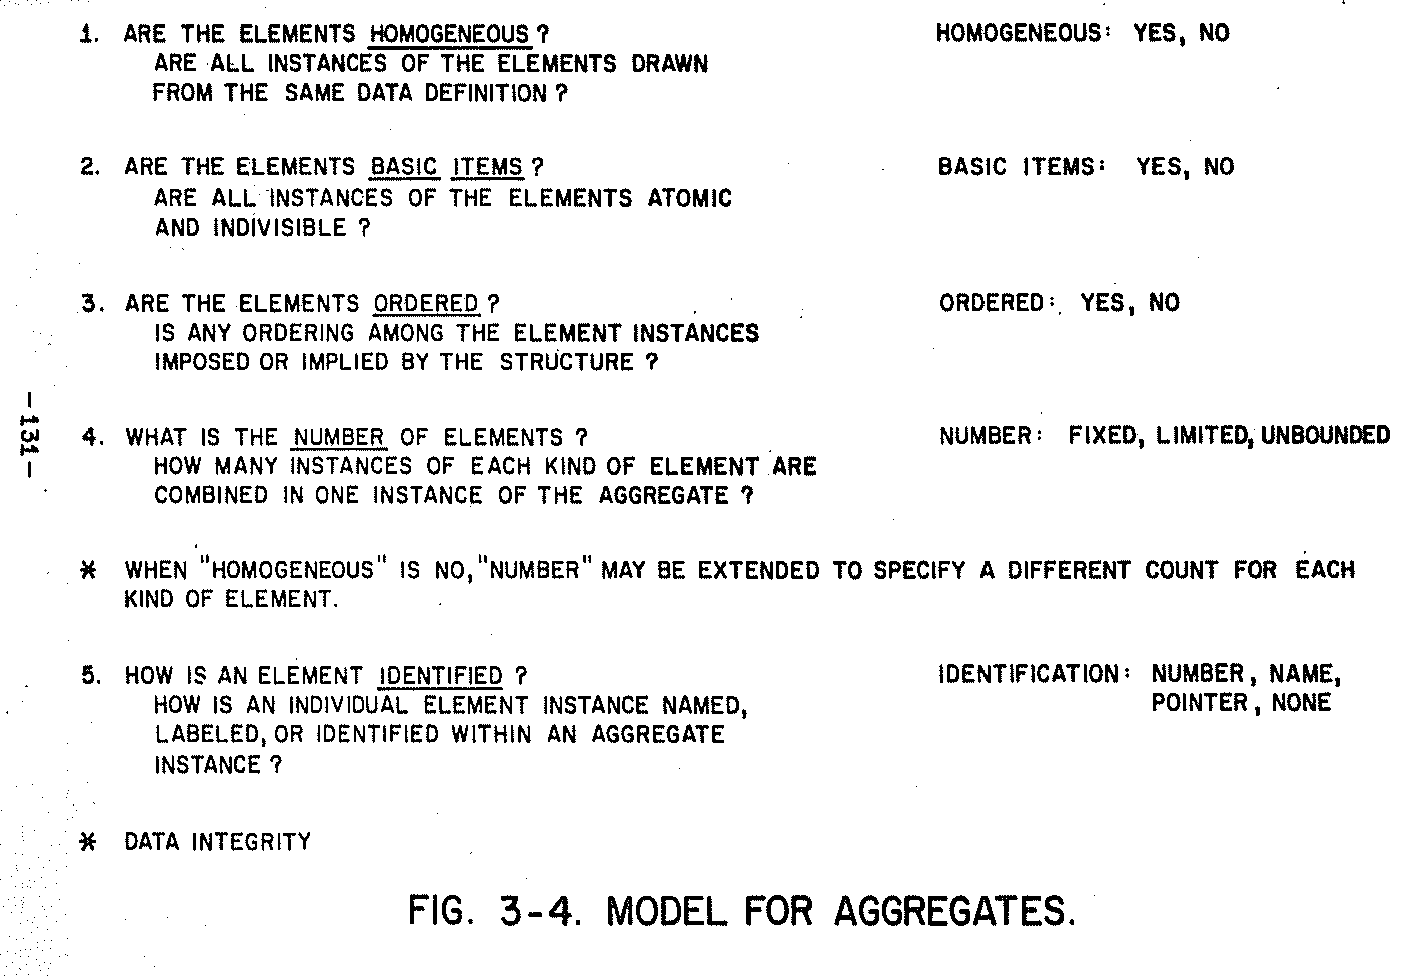 1. ARE THE ELEMENTS HOMOGENEOUS? HOMOGENEOUS: YES, NO
ARE ALL INSTANCES OF THE ELEMENTS DRAWN
FROM THE SAME DATA DEFINITION?
2. ARE THE ELEMENTS BASIC ITEMS? BASIC ITEMS: YES, NO
ARE ALL INSTANCES OF THE ELEMENTS ATOMIC
AND INDIVISIBLE?
3. ARE THE ELEMENTS ORDERED? ORDERED: YES, NO
IS ANY ORDERING AMONG THE ELEMENT INSTANCES
IMPOSED OR IMPLIED BY THE STRUCTURE?
-131-
4. WHAT IS THE NUMBER OF ELEMENTS? NUMBER: FIXED, LIMITED, UNBOUNDED
HOW MANY INSTANCES OF EACH KIND OF ELEMENT ARE
COMBINED IN ONE INSTANCE OF THE AGGREGATE?
* WHEN "HOMOGENEOUS" IS NO, "NUMBER" MAY BE EXTENDED TO SPECIFY A DIFFERENT COUNT FOR EACH
KIND OF ELEMENT.
5. HOW IS AN ELEMENT IDENTIFIED? IDENTIFICATION: NUMBER, NAME,
HOW IS AN INDIVIDUAL ELEMENT INSTANCE NAMED, POINTER, NONE
LABELED, OR IDENTIFIED WITHIN AN AGGREGATE
INSTANCE?
* DATA INTEGRITY
FIG. 3-4. MODEL FOR AGGREGATES.